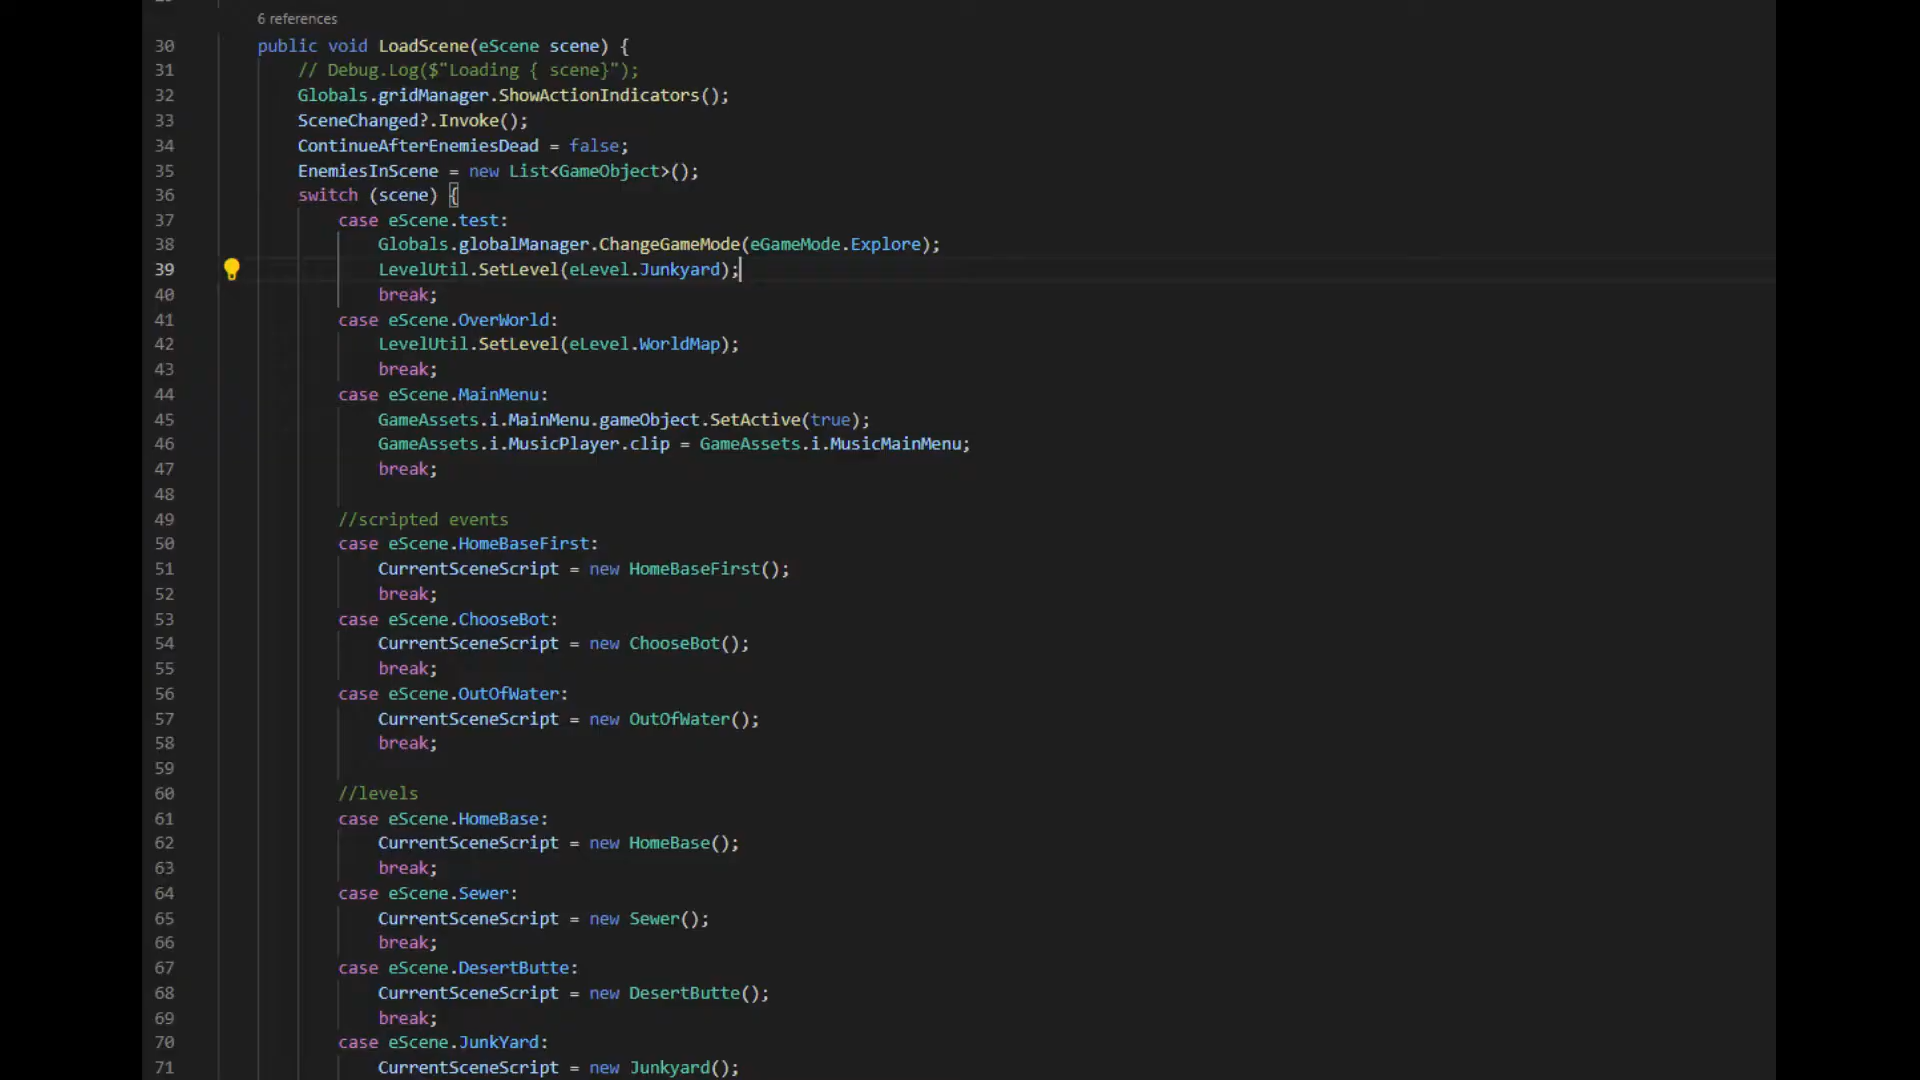 6 references
30 public void LoadScene(eScene scene) {
31 // Debug.Log($"Loading { scene}");
32 Globals.gridManager.ShowActionIndicators();
33 SceneChanged?.Invoke();
34 ContinueAfterEnemiesDead = false;
35 EnemiesInScene = new List<GameObject>();
36 switch (scene) {
37 case eScene.test:
38 Globals.globalManager.ChangeGameMode(eGameMode.Explore);
39 LevelUtil.SetLevel(eLevel.Junkyard);
40 break;
41 case eScene.OverWorld:
42 LevelUtil.SetLevel(eLevel.WorldMap);
43 break;
44 case eScene.MainMenu:
45 GameAssets.i.MainMenu.gameObject.SetActive(true);
46 GameAssets.i.MusicPlayer.clip = GameAssets.i.MusicMainMenu;
47 break;
48
49 //scripted events
50 case eScene.HomeBaseFirst:
51 CurrentSceneScript = new HomeBaseFirst();
52 break;
53 case eScene.ChooseBot:
54 CurrentSceneScript = new ChooseBot();
55 break;
56 case eScene.OutOfWater:
57 CurrentSceneScript = new OutOfWater();
58 break;
59
60 //levels
61 case eScene.HomeBase:
62 CurrentSceneScript = new HomeBase();
63 break;
64 case eScene.Sewer:
65 CurrentSceneScript = new Sewer();
66 break;
67 case eScene.DesertButte:
68 CurrentSceneScript = new DesertButte();
69 break;
70 case eScene.JunkYard:
71 CurrentSceneScript = new Junkyard();